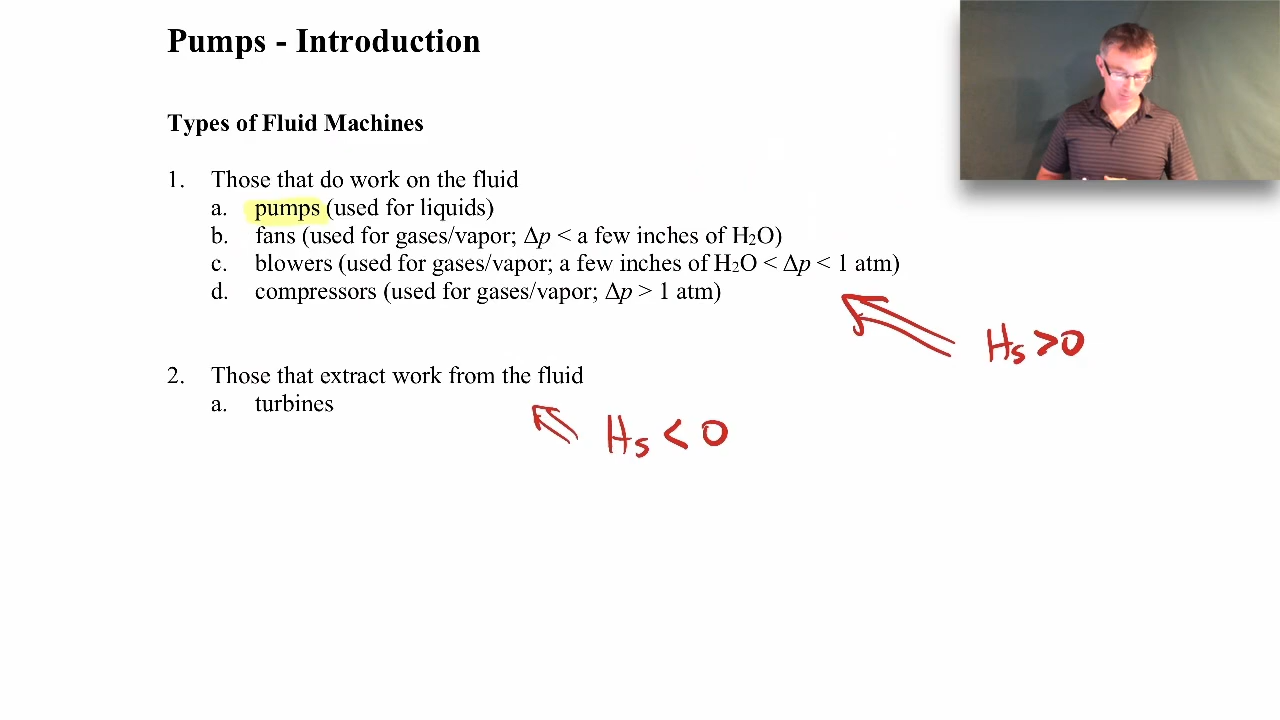 Pumps - Introduction
Types of Fluid Machines
1. Those that do work on the fluid
a. pumps (used for liquids)
b. fans (used for gases/vapor; Δp < a few inches of H2O)
c. blowers (used for gases/vapor; a few inches of H2O < Δp < 1 atm)
d. compressors (used for gases/vapor; Δp > 1 atm)
Hs > 0
2. Those that extract work from the fluid
a. turbines
Hs < 0